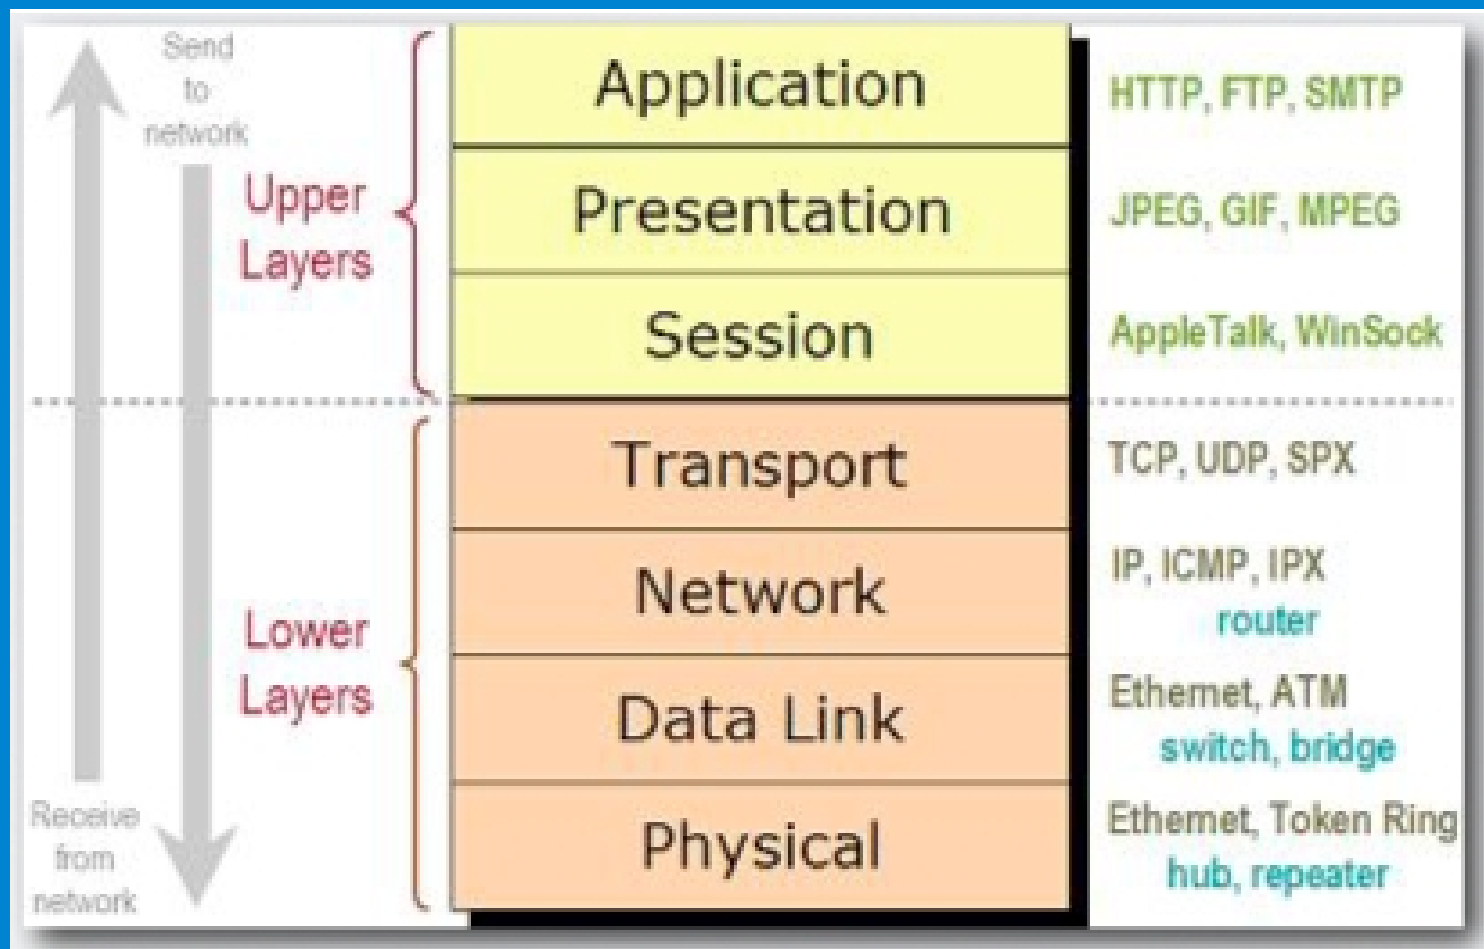 Send
to
network
Upper
Layers
Application
HTTP, FTP, SMTP
Presentation
JPEG, GIF, MPEG
Session
AppleTalk, WinSock
Transport
TCP, UDP, SPX
Network
IP, ICMP, IPX
router
Lower
Layers
Data Link
Ethernet, ATM
switch, bridge
Physical
Ethernet, Token Ring
hub, repeater
Receive
from
network